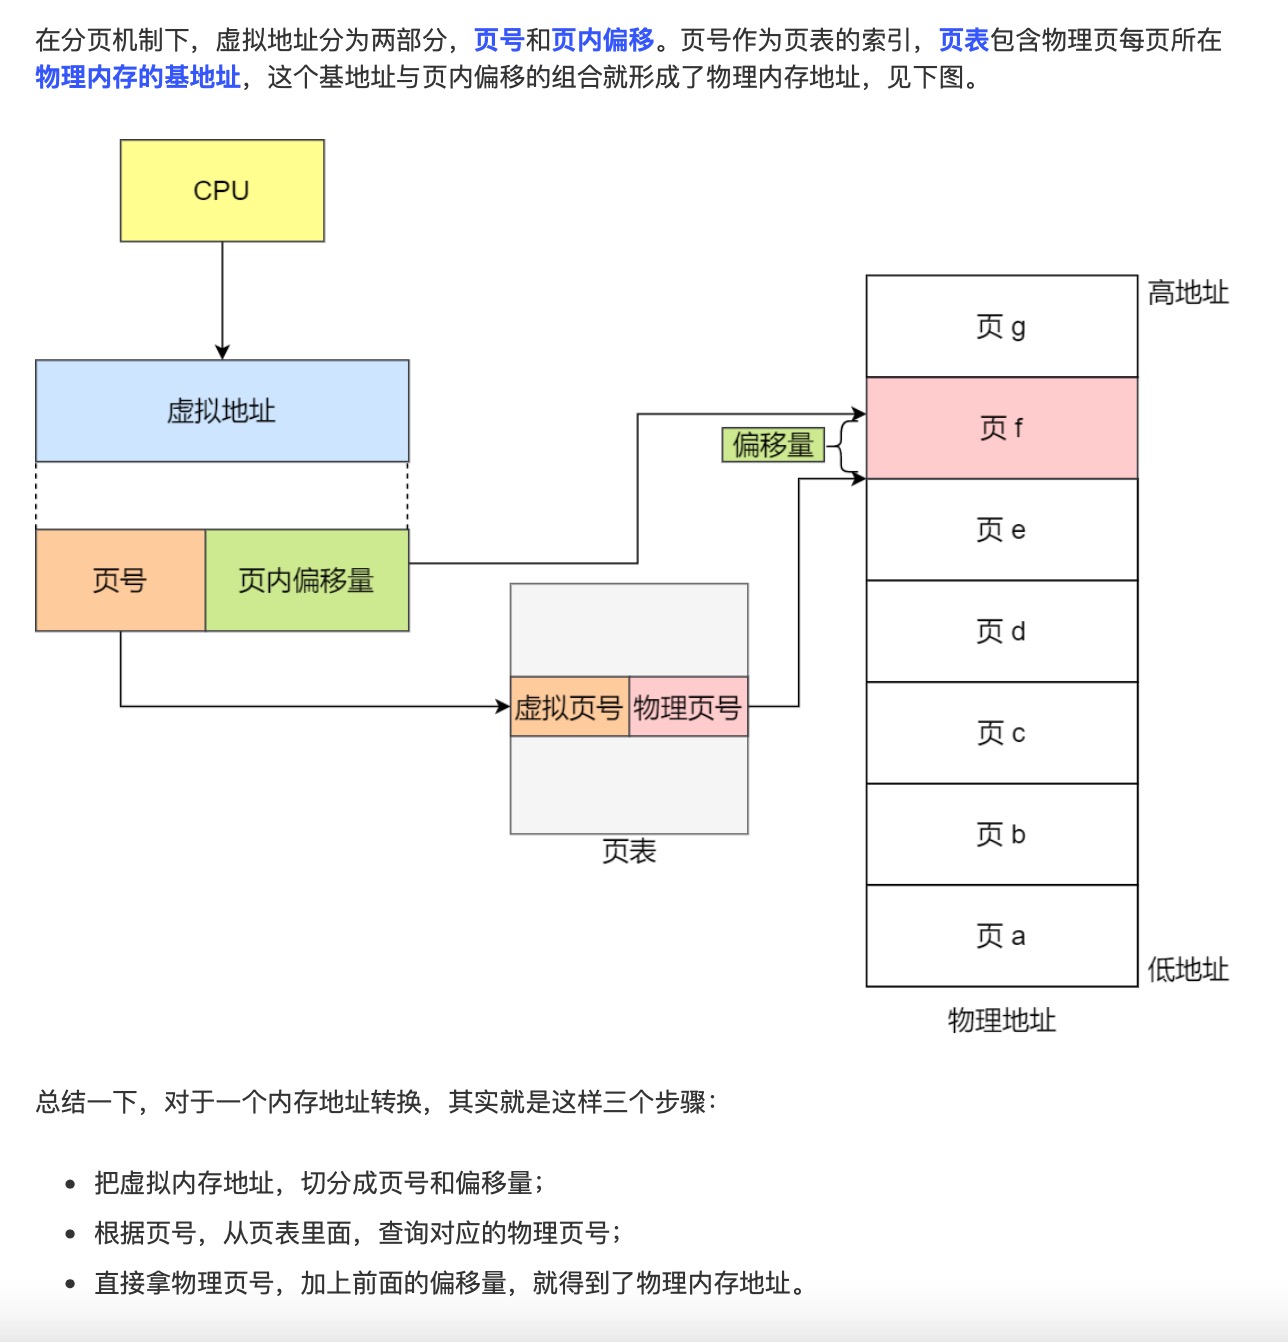 在分页机制下，虚拟地址分为两部分，页号和页内偏移。页号作为页表的索引，页表包含物理页每页所在
物理内存的基地址，这个基地址与页内偏移的组合就形成了物理内存地址，见下图。
CPU
高地址
页 g
虚拟地址
页 f
偏移量
页 e
页号
页内偏移量
页 d
虚拟页号
物理页号
页 c
页 b
页表
页 a
低地址
物理地址
总结一下，对于一个内存地址转换，其实就是这样三个步骤：
• 把虚拟内存地址，切分成页号和偏移量；
• 根据页号，从页表里面，查询对应的物理页号；
• 直接拿物理页号，加上前面的偏移量，就得到了物理内存地址。